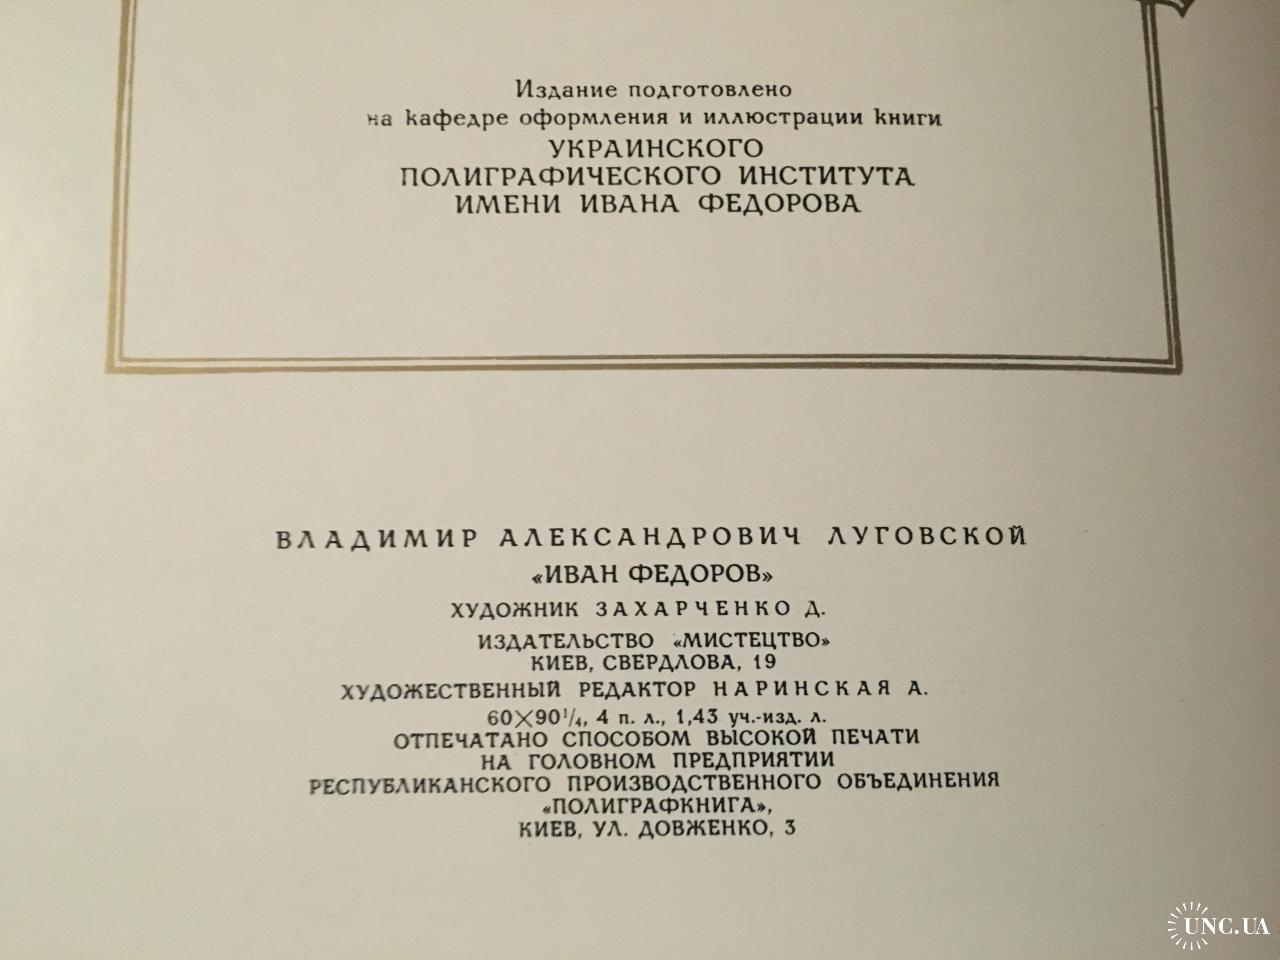 Издание подготовлено
на кафедре оформления и иллюстрации книги
УКРАИНСКОГО
ПОЛИГРАФИЧЕСКОГО ИНСТИТУТА
ИМЕНИ ИВАНА ФЕДОРОВА
ВЛАДИМИР АЛЕКСАНДРОВИЧ ЛУГОВСКОЙ
«ИВАН ФЕДОРОВ»
ХУДОЖНИК ЗАХАРЧЕНКО Д.
ИЗДАТЕЛЬСТВО «МИСТЕЦТВО»
КИЕВ, СВЕРДЛОВА, 19
ХУДОЖЕСТВЕННЫЙ РЕДАКТОР НАРИНСКАЯ А.
60×90¹/₄, 4 п. л., 1,43 уч.-изд. л.
ОТПЕЧАТАНО СПОСОБОМ ВЫСОКОЙ ПЕЧАТИ
НА ГОЛОВНОМ ПРЕДПРИЯТИИ
РЕСПУБЛИКАНСКОГО ПРОИЗВОДСТВЕННОГО ОБЪЕДИНЕНИЯ
«ПОЛИГРАФКНИГА»,
КИЕВ, УЛ. ДОВЖЕНКО, 3
UNC.UA